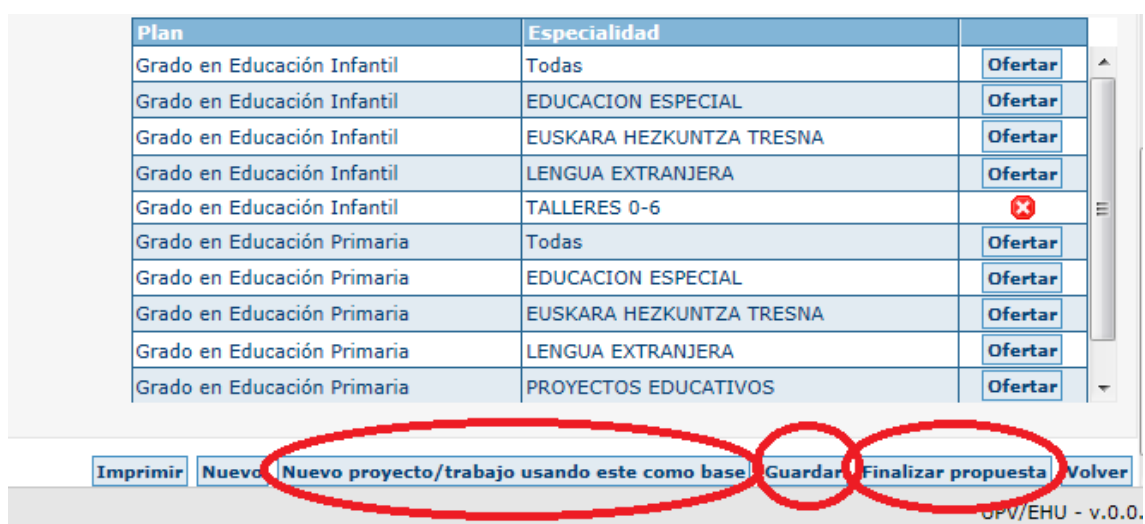 Plan Especialidad
Grado en Educación Infantil Todas Ofertar
Grado en Educación Infantil EDUCACION ESPECIAL Ofertar
Grado en Educación Infantil EUSKARA HEZKUNTZA TRESNA Ofertar
Grado en Educación Infantil LENGUA EXTRANJERA Ofertar
Grado en Educación Infantil TALLERES 0-6
Grado en Educación Primaria Todas Ofertar
Grado en Educación Primaria EDUCACION ESPECIAL Ofertar
Grado en Educación Primaria EUSKARA HEZKUNTZA TRESNA Ofertar
Grado en Educación Primaria LENGUA EXTRANJERA Ofertar
Grado en Educación Primaria PROYECTOS EDUCATIVOS Ofertar
Imprimir Nuevo Nuevo proyecto/trabajo usando este como base Guardar Finalizar propuesta Volver
UPV/EHU - v.0.0.